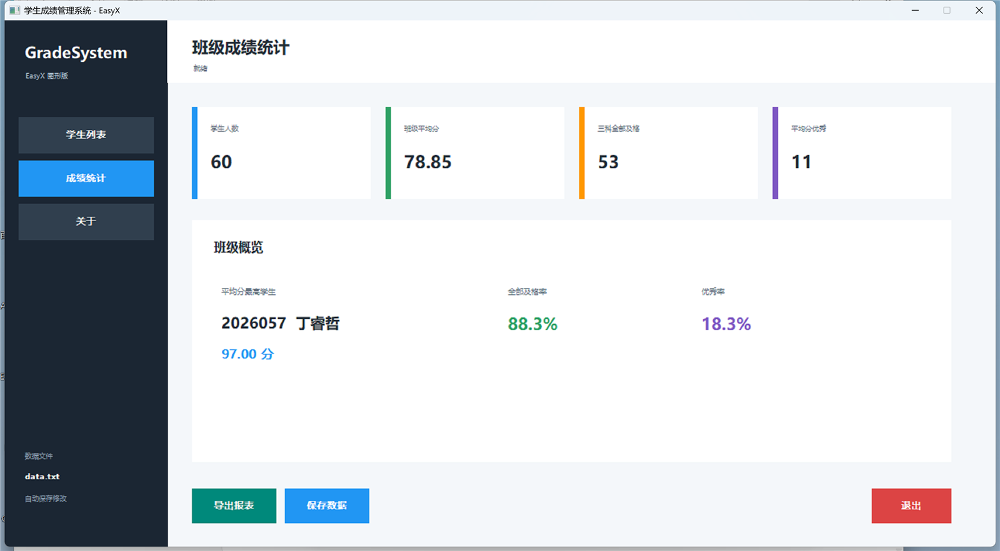 学生成绩管理系统 - EasyX
GradeSystem
EasyX 图形版
学生列表
成绩统计
关于
数据文件
data.txt
自动保存修改
班级成绩统计
就绪
学生人数
60
班级平均分
78.85
三科全部及格
53
平均分优秀
11
班级概览
平均分最高学生
2026057 丁睿哲
97.00 分
全部及格率
88.3%
优秀率
18.3%
导出报表
保存数据
退出